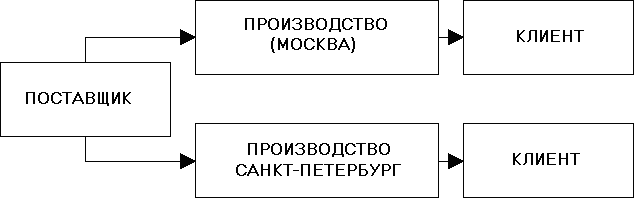 ПРОИЗВОДСТВО
(МОСКВА)
КЛИЕНТ
ПОСТАВЩИК
ПРОИЗВОДСТВО
САНКТ-ПЕТЕРБУРГ
КЛИЕНТ